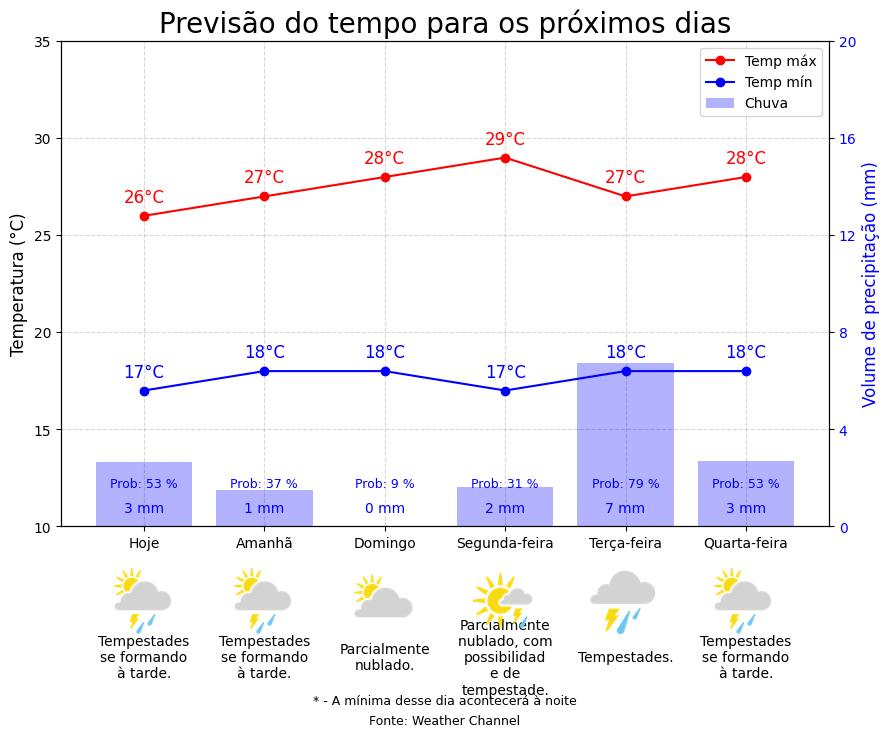 Previsão do tempo para os próximos dias
35
30
25
20
15
10
Temperatura (°C)
20
16
12
8
4
0
Volume de precipitação (mm)
Temp máx
Temp mín
Chuva
26°C
27°C
28°C
29°C
27°C
28°C
17°C
18°C
18°C
17°C
18°C
18°C
Prob: 53 %
Prob: 37 %
Prob: 9 %
Prob: 31 %
Prob: 79 %
Prob: 53 %
3 mm
1 mm
0 mm
2 mm
7 mm
3 mm
Hoje
Amanhã
Domingo
Segunda-feira
Terça-feira
Quarta-feira
Tempestades
se formando
à tarde.
Tempestades
se formando
à tarde.
Parcialmente
nublado.
Parcialmente
nublado, com
possibilidad
e de
tempestade.
Tempestades.
Tempestades
se formando
à tarde.
* - A mínima desse dia acontecerá à noite
Fonte: Weather Channel